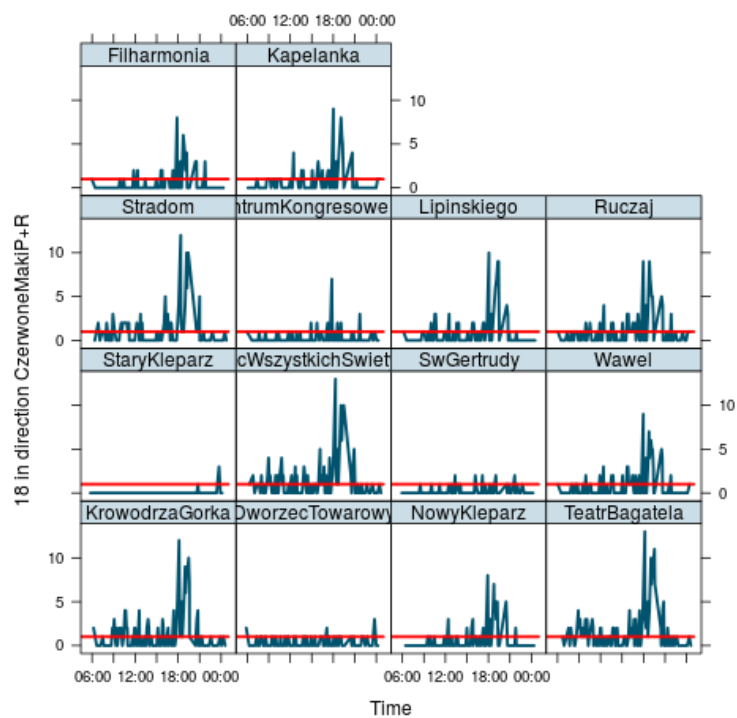 06:00 12:00 18:00 00:00
Filharmonia Kapelanka
10
5
0
Stradom ntrumKongresowe Lipinskiego Ruczaj
10
5
0
StaryKleparz cWszystkichSwiet SwGertrudy Wawel
10
5
0
KrowodrzaGorka DworzecTowarowy NowyKleparz TeatrBagatela
10
5
0
06:00 12:00 18:00 00:00 06:00 12:00 18:00 00:00
Time
18 in direction CzerwoneMakiP+R